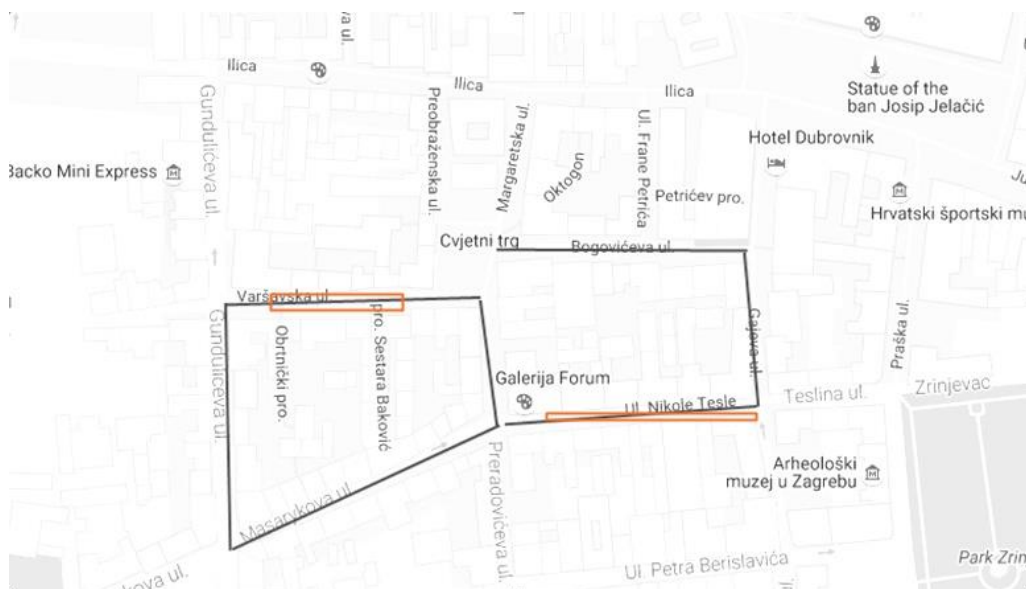 Ilica
Ilica
Ilica
Statue of the
ban Josip Jelačić
Gundulićeva ul.
Preobraženska ul.
Margaretska ul.
Oktogon
Ul. Frane Petrića
Hotel Dubrovnik
Backo Mini Express
Petrićev pro.
Hrvatski športski mu
Cvjetni trg
Bogovićeva ul.
Varšavska ul.
Gundulićeva ul.
Obrtnički pro.
pro. Sestara Baković
Gajeva ul.
Praška ul.
Galerija Forum
Ul. Nikole Tesle
Teslina ul.
Zrinjevac
Masarykova ul.
Preradovićeva ul.
Arheološki
muzej u Zagrebu
Ul. Petra Berislavića
Park Zrin
kova ul.